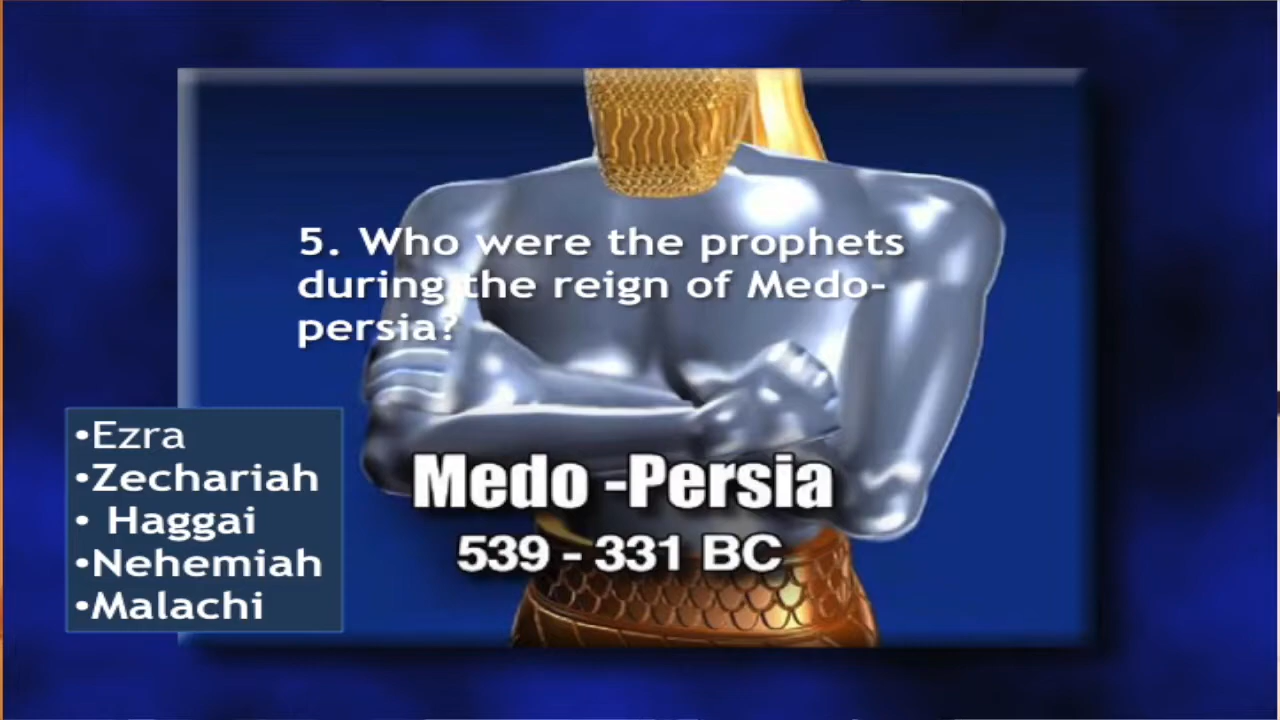 5. Who were the prophets
during the reign of Medo-
persia?
•Ezra
•Zechariah
• Haggai
•Nehemiah
•Malachi
Medo -Persia
539 - 331 BC